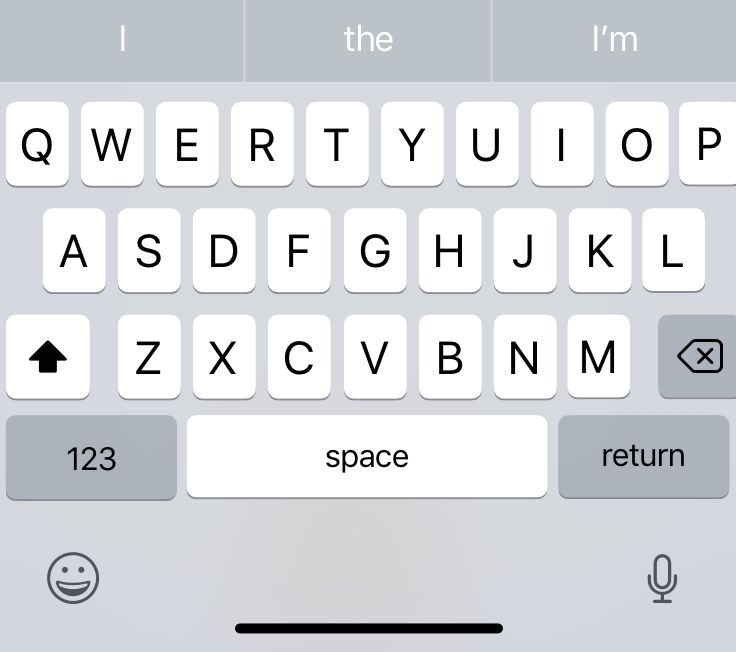 I the I’m
Q W E R T Y U I O P
A S D F G H J K L
Z X C V B N M
123 space return